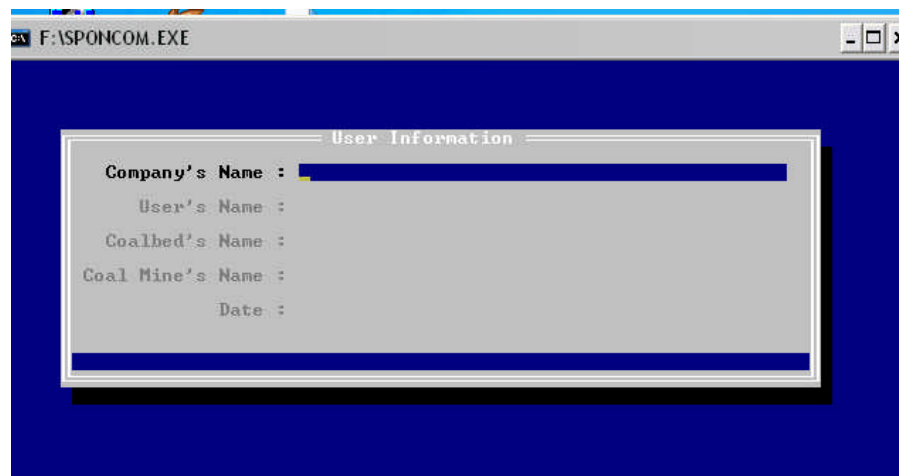 F:\SPONCOM.EXE
User Information
Company's Name :
User's Name :
Coalbed's Name :
Coal Mine's Name :
Date :